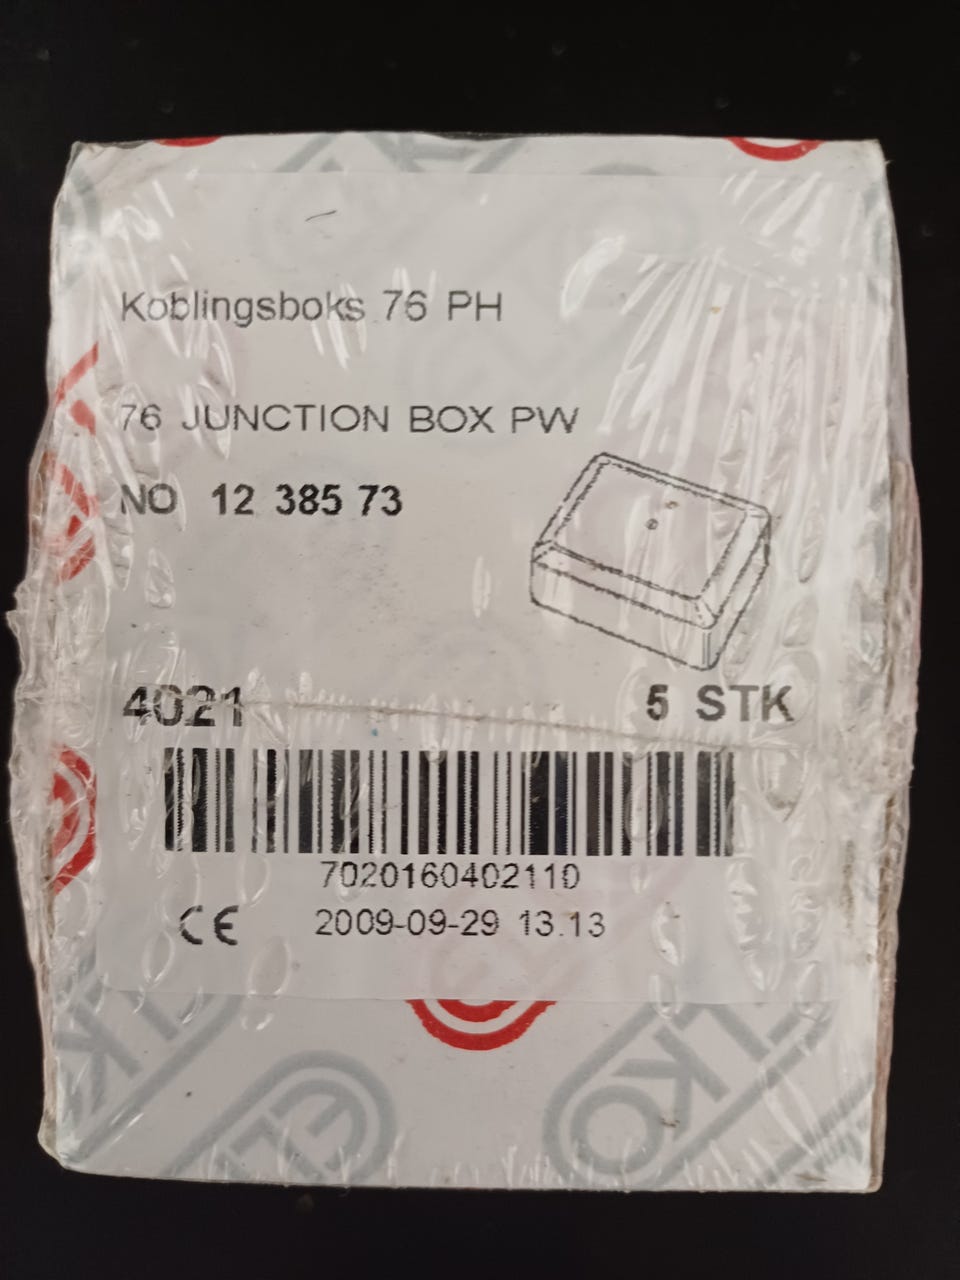 Koblingsboks 76 PH
76 JUNCTION BOX PW
NO 12 385 73
4021 5 STK
7020160402110
CE 2009-09-29 13.13
ELKO